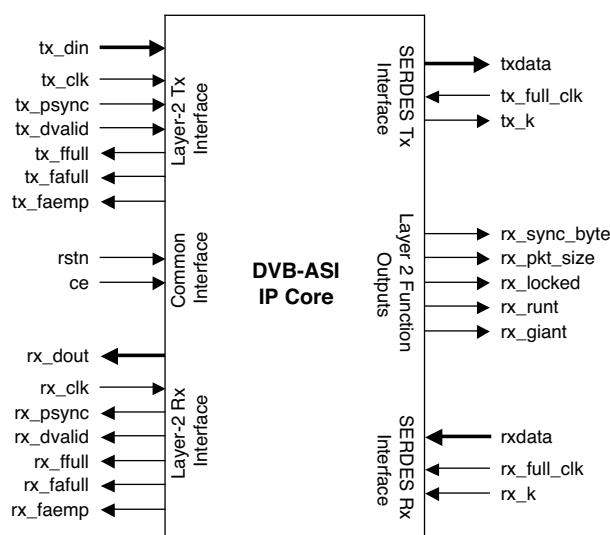 tx_din
tx_clk
tx_psync
tx_dvalid
tx_ffull
tx_fafull
tx_faemp
Layer-2 Tx
Interface
rstn
ce
Common
Interface
rx_dout
rx_clk
rx_psync
rx_dvalid
rx_ffull
rx_fafull
rx_faemp
Layer-2 Rx
Interface
DVB-ASI
IP Core
SERDES Tx
Interface
txdata
tx_full_clk
tx_k
Layer 2 Function
Outputs
rx_sync_byte
rx_pkt_size
rx_locked
rx_runt
rx_giant
SERDES Rx
Interface
rxdata
rx_full_clk
rx_k